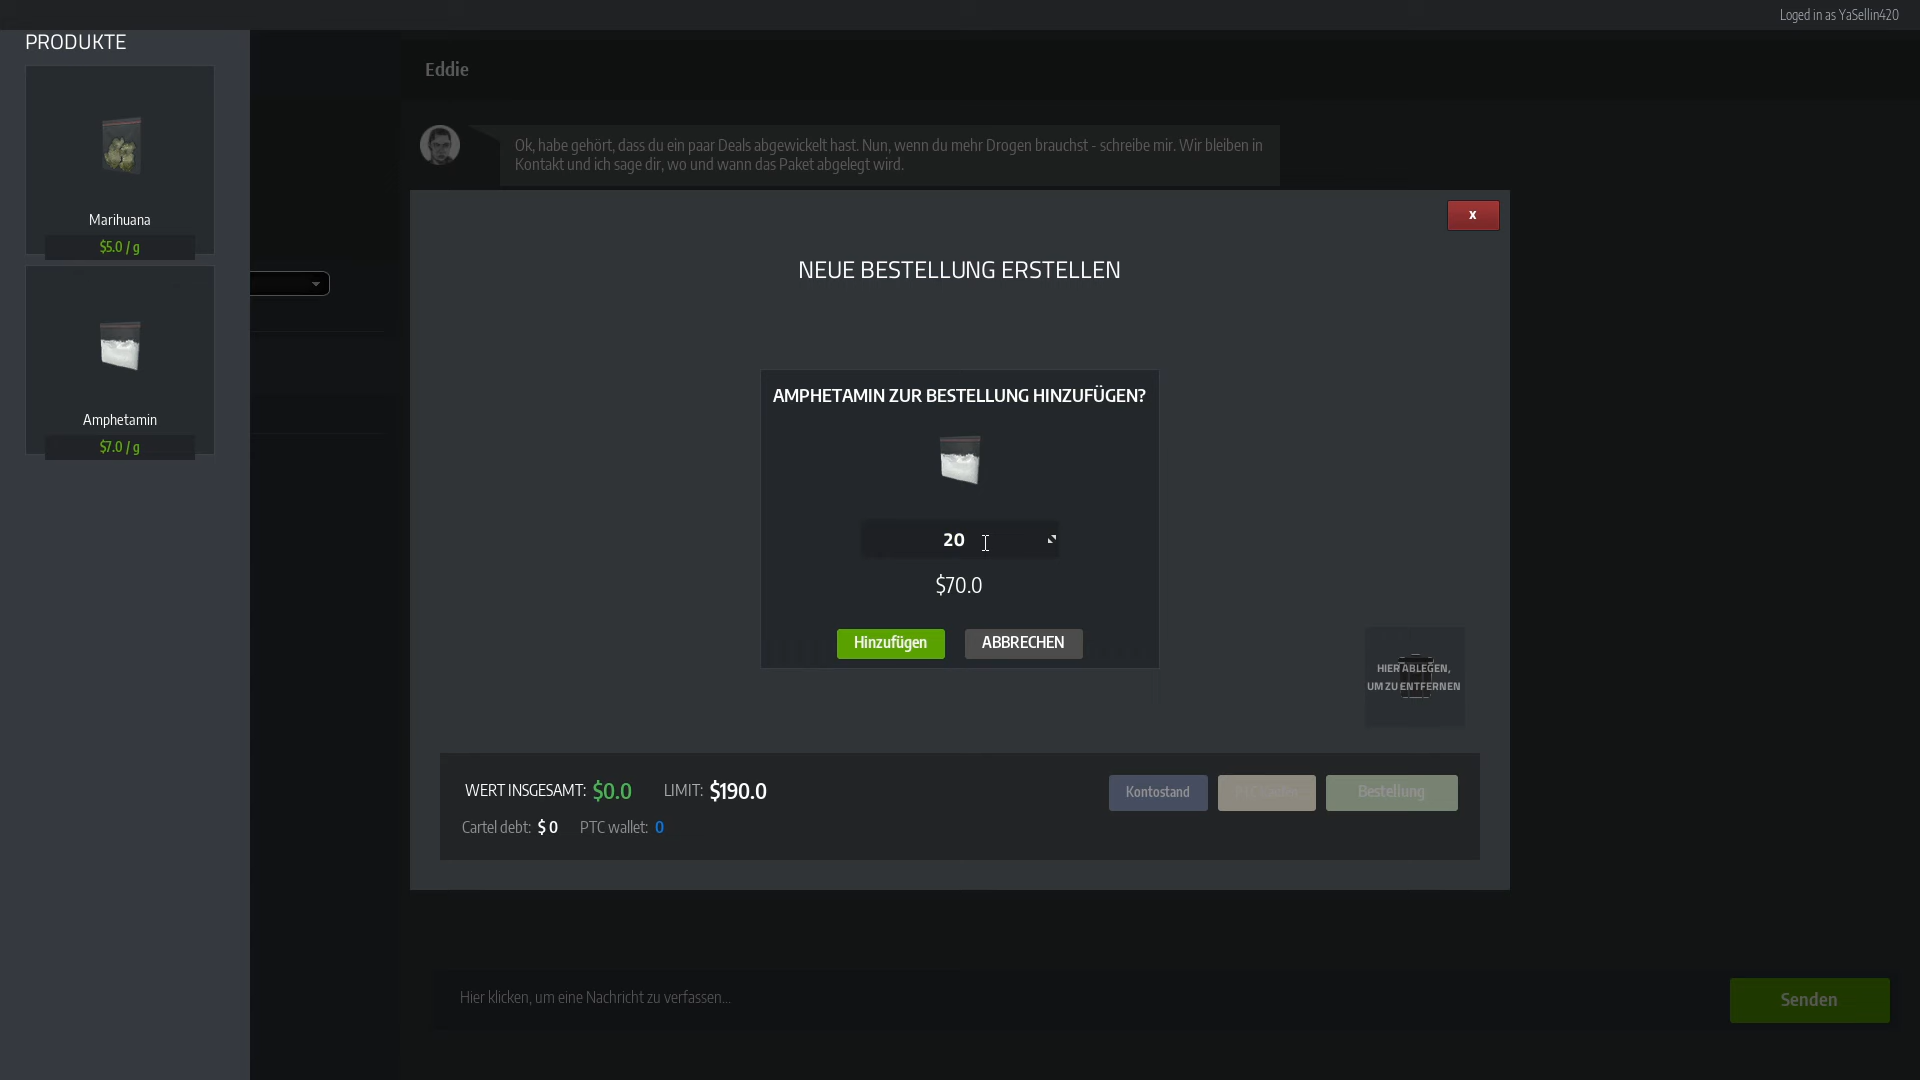 Loged in as YaSellin420
PRODUKTE
Marihuana
$5.0 / g
Amphetamin
$7.0 / g
Eddie
Ok, habe gehört, dass du ein paar Deals abgewickelt hast. Nun, wenn du mehr Drogen brauchst - schreibe mir. Wir bleiben in
Kontakt und ich sage dir, wo und wann das Paket abgelegt wird.
x
NEUE BESTELLUNG ERSTELLEN
AMPHETAMIN ZUR BESTELLUNG HINZUFÜGEN?
20
$70.0
Hinzufügen
ABBRECHEN
HIER ABLEGEN,
UM ZU ENTFERNEN
WERT INSGESAMT: $0.0 LIMIT: $190.0
Cartel debt: $ 0 PTC wallet: 0
Kontostand
Bestellung
Hier klicken, um eine Nachricht zu verfassen...
Senden